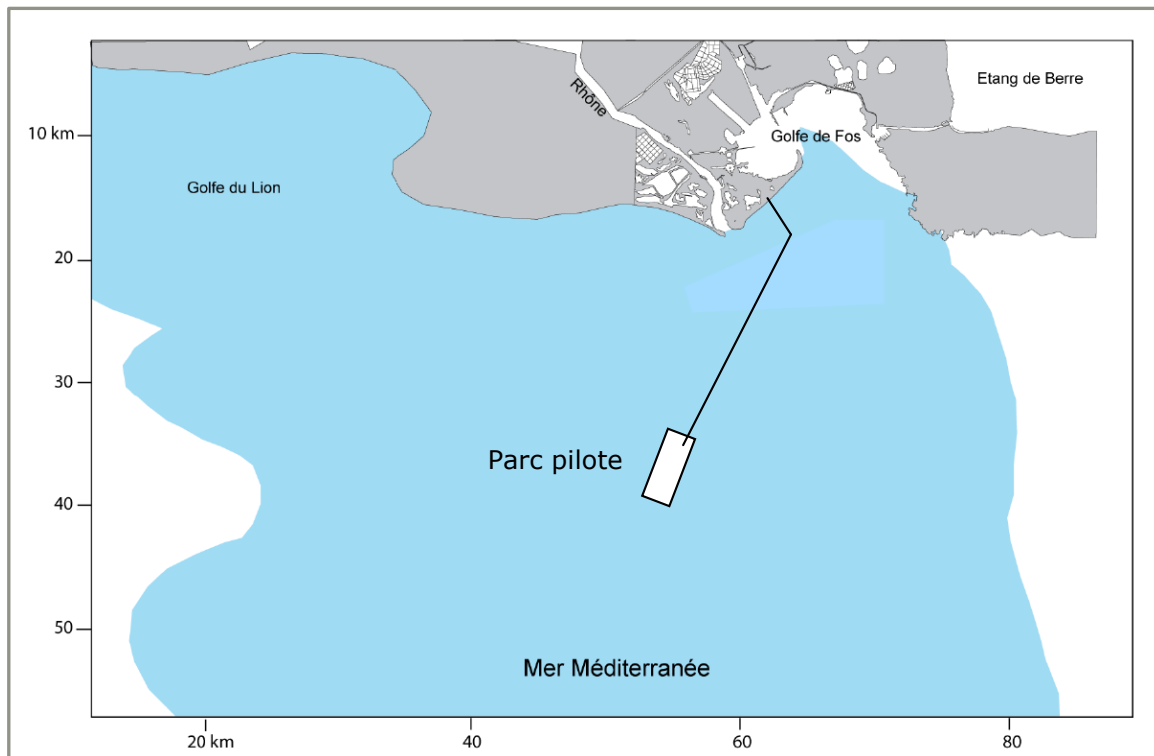 Etang de Berre
Rhône
10 km
Golfe de Fos
Golfe du Lion
20
30
Parc pilote
40
50
Mer Méditerranée
20 km
40
60
80